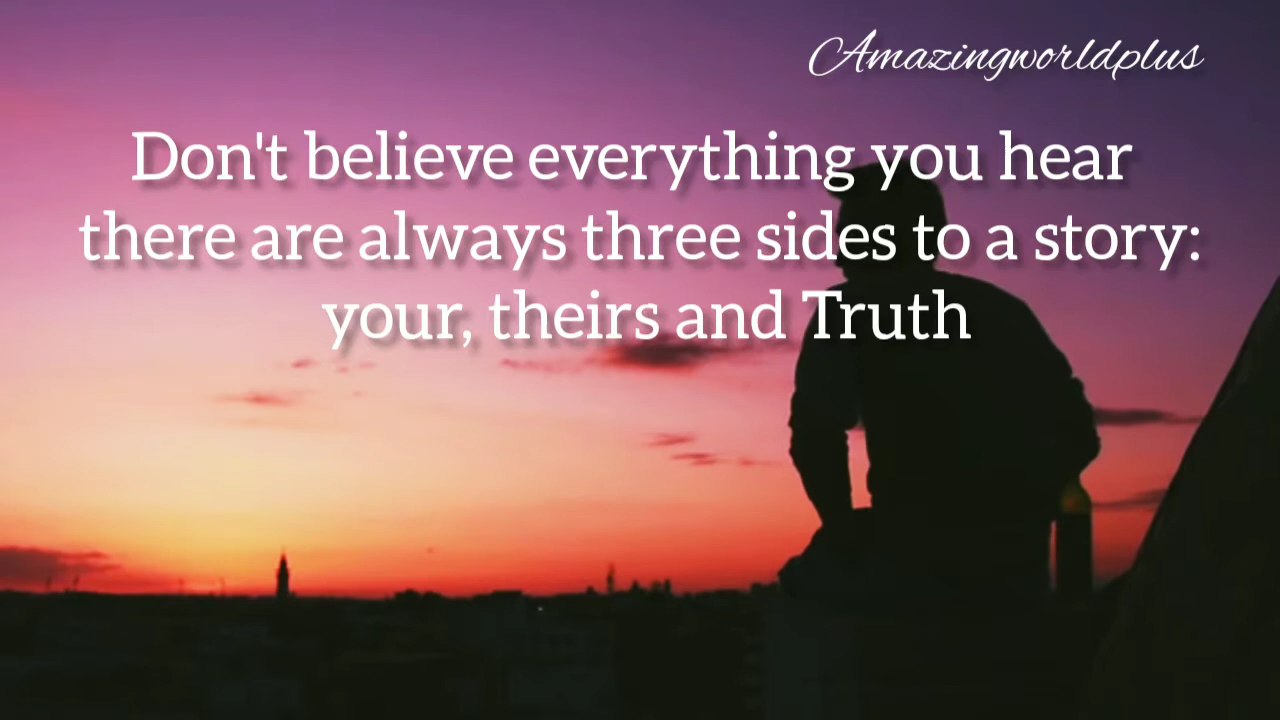 Amazingworldplus
Don't believe everything you hear
there are always three sides to a story:
your, theirs and Truth